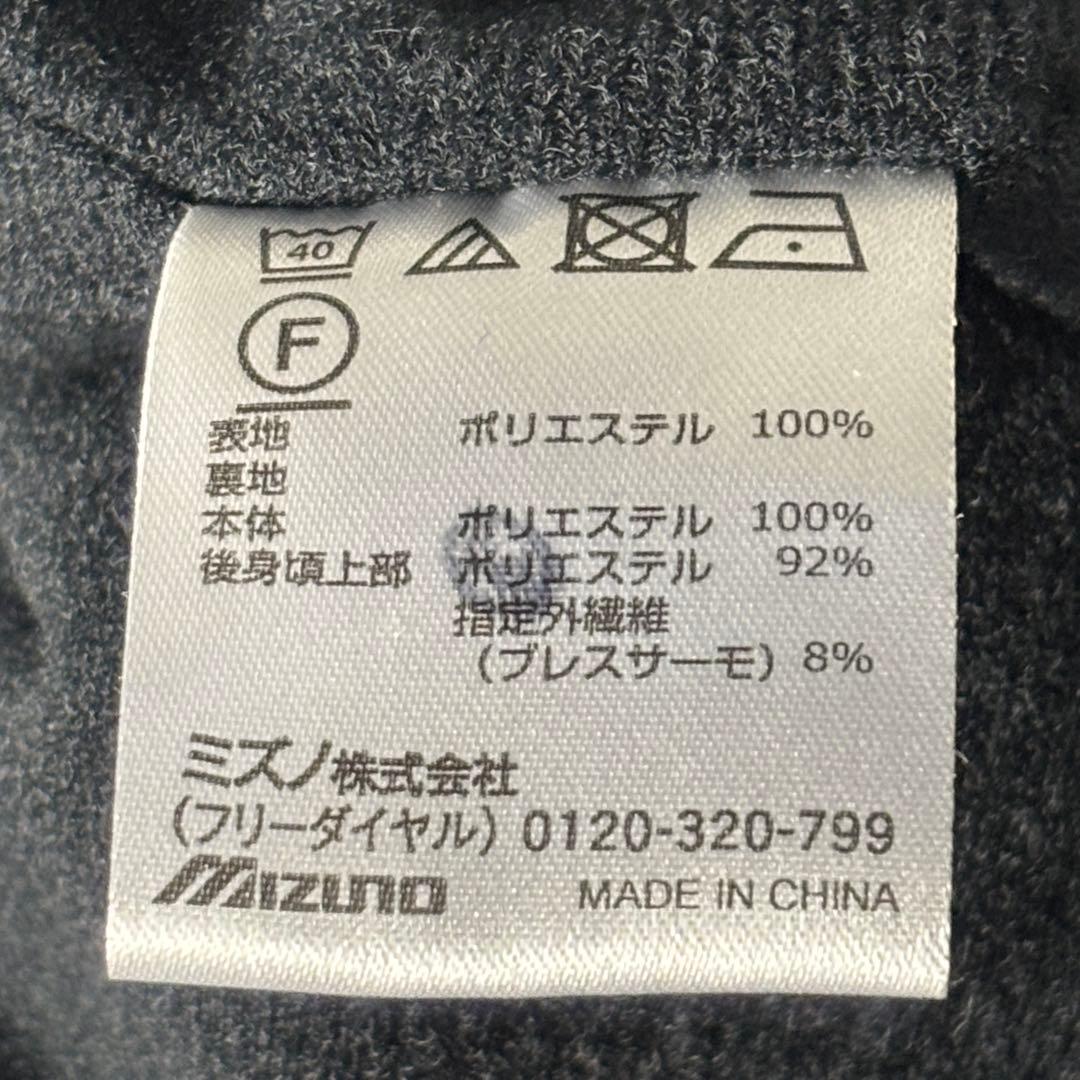 40
F
表地 ポリエステル 100%
裏地
本体 ポリエステル 100%
後身頃上部 ポリエステル 92%
指定外繊維
(ブレスサーモ) 8%
ミズノ株式会社
(フリーダイヤル) 0120-320-799
MIZUNO MADE IN CHINA